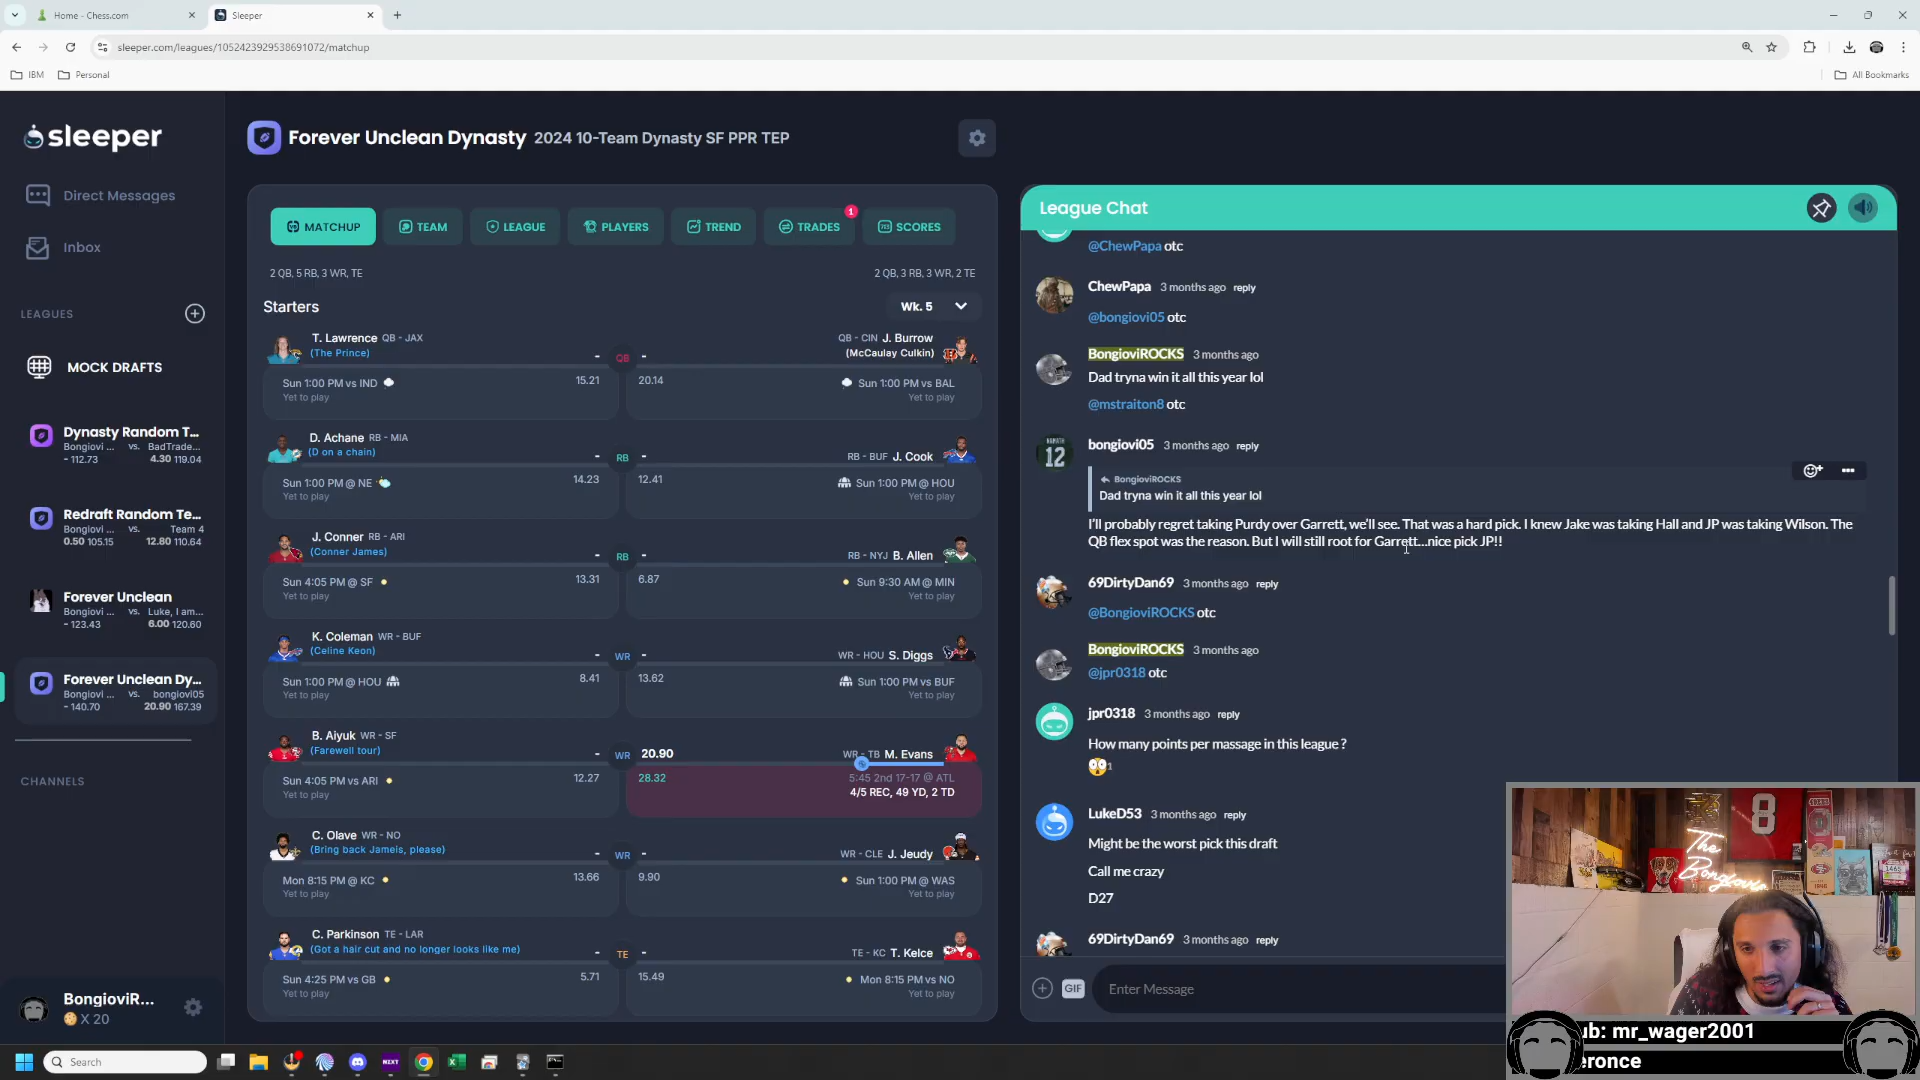 Home - Chess.com
Sleeper
sleeper.com/leagues/1052423929538691072/matchup
IBM
Personal
All Bookmarks
sleeper
Direct Messages
Inbox
LEAGUES
MOCK DRAFTS
Dynasty Random T...
Bongiovi ... vs. BadTrade...
- 112.73 4.30 119.04
Redraft Random Te...
Bongiovi ... vs. Team 4
0.50 105.15 12.80 110.64
Forever Unclean
Bongiovi ... vs. Luke, I am...
- 123.43 6.00 120.60
Forever Unclean Dy...
Bongiovi ... vs. bongiovi05
- 140.70 20.90 167.39
CHANNELS
BongioviR...
X 20
Forever Unclean Dynasty 2024 10-Team Dynasty SF PPR TEP
MATCHUP
TEAM
LEAGUE
PLAYERS
TREND
TRADES
1
SCORES
2 QB, 5 RB, 3 WR, TE
2 QB, 3 RB, 3 WR, 2 TE
Starters
Wk. 5
T. Lawrence QB - JAX
(The Prince)
- QB -
QB - CIN J. Burrow
(McCaulay Culkin)
Sun 1:00 PM vs IND 15.21
Yet to play
20.14 Sun 1:00 PM vs BAL
Yet to play
D. Achane RB - MIA
(D on a chain)
- RB -
RB - BUF J. Cook
Sun 1:00 PM @ NE 14.23
Yet to play
12.41 Sun 1:00 PM @ HOU
Yet to play
J. Conner RB - ARI
(Conner James)
- RB -
RB - NYJ B. Allen
Sun 4:05 PM @ SF 13.31
Yet to play
6.87 Sun 9:30 AM @ MIN
Yet to play
K. Coleman WR - BUF
(Celine Keon)
- WR -
WR - HOU S. Diggs
Sun 1:00 PM @ HOU 8.41
Yet to play
13.62 Sun 1:00 PM vs BUF
Yet to play
B. Aiyuk WR - SF
(Farewell tour)
- WR 20.90
WR - TB M. Evans
Sun 4:05 PM vs ARI 12.27
Yet to play
28.32 5:45 2nd 17-17 @ ATL
4/5 REC, 49 YD, 2 TD
C. Olave WR - NO
(Bring back Jameis, please)
- WR -
WR - CLE J. Jeudy
Mon 8:15 PM @ KC 13.66
Yet to play
9.90 Sun 1:00 PM @ WAS
Yet to play
C. Parkinson TE - LAR
(Got a hair cut and no longer looks like me)
- TE -
TE - KC T. Kelce
Sun 4:25 PM vs GB 5.71
Yet to play
15.49 Mon 8:15 PM vs NO
Yet to play
League Chat
@ChewPapa otc
ChewPapa 3 months ago reply
@bongiovi05 otc
BongioviROCKS 3 months ago
Dad tryna win it all this year lol
@mstraiton8 otc
bongiovi05 3 months ago reply
BongioviROCKS
Dad tryna win it all this year lol
I'll probably regret taking Purdy over Garrett, we'll see. That was a hard pick. I knew Jake was taking Hall and JP was taking Wilson. The
QB flex spot was the reason. But I will still root for Garrett...nice pick JP!!
69DirtyDan69 3 months ago reply
@BongioviROCKS otc
BongioviROCKS 3 months ago
@jpr0318 otc
jpr0318 3 months ago reply
How many points per massage in this league ?
1
LukeD53 3 months ago reply
Might be the worst pick this draft
Call me crazy
D27
69DirtyDan69 3 months ago reply
GIF
Enter Message
The
Bongiovis
8
ub: mr_wager2001
eronce
Search
NEXT